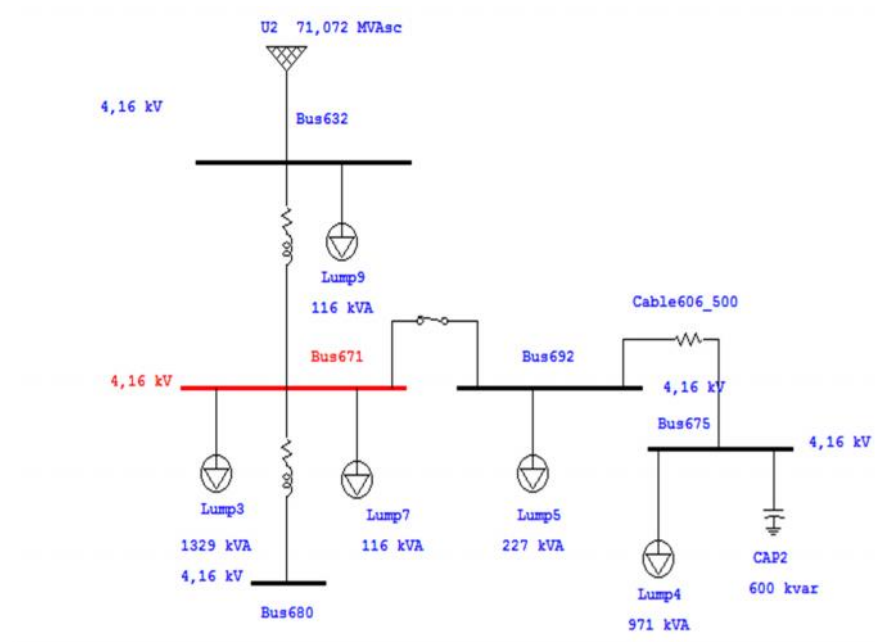 U2 71,072 MVAsc
4,16 kV
Bus632
Lump9
116 kVA
Cable606_500
Bus671
Bus692
4,16 kV
4,16 kV
Bus675
4,16 kV
Lump3
Lump7
Lump5
1329 kVA
116 kVA
227 kVA
CAP2
4,16 kV
600 kvar
Lump4
Bus680
971 kVA